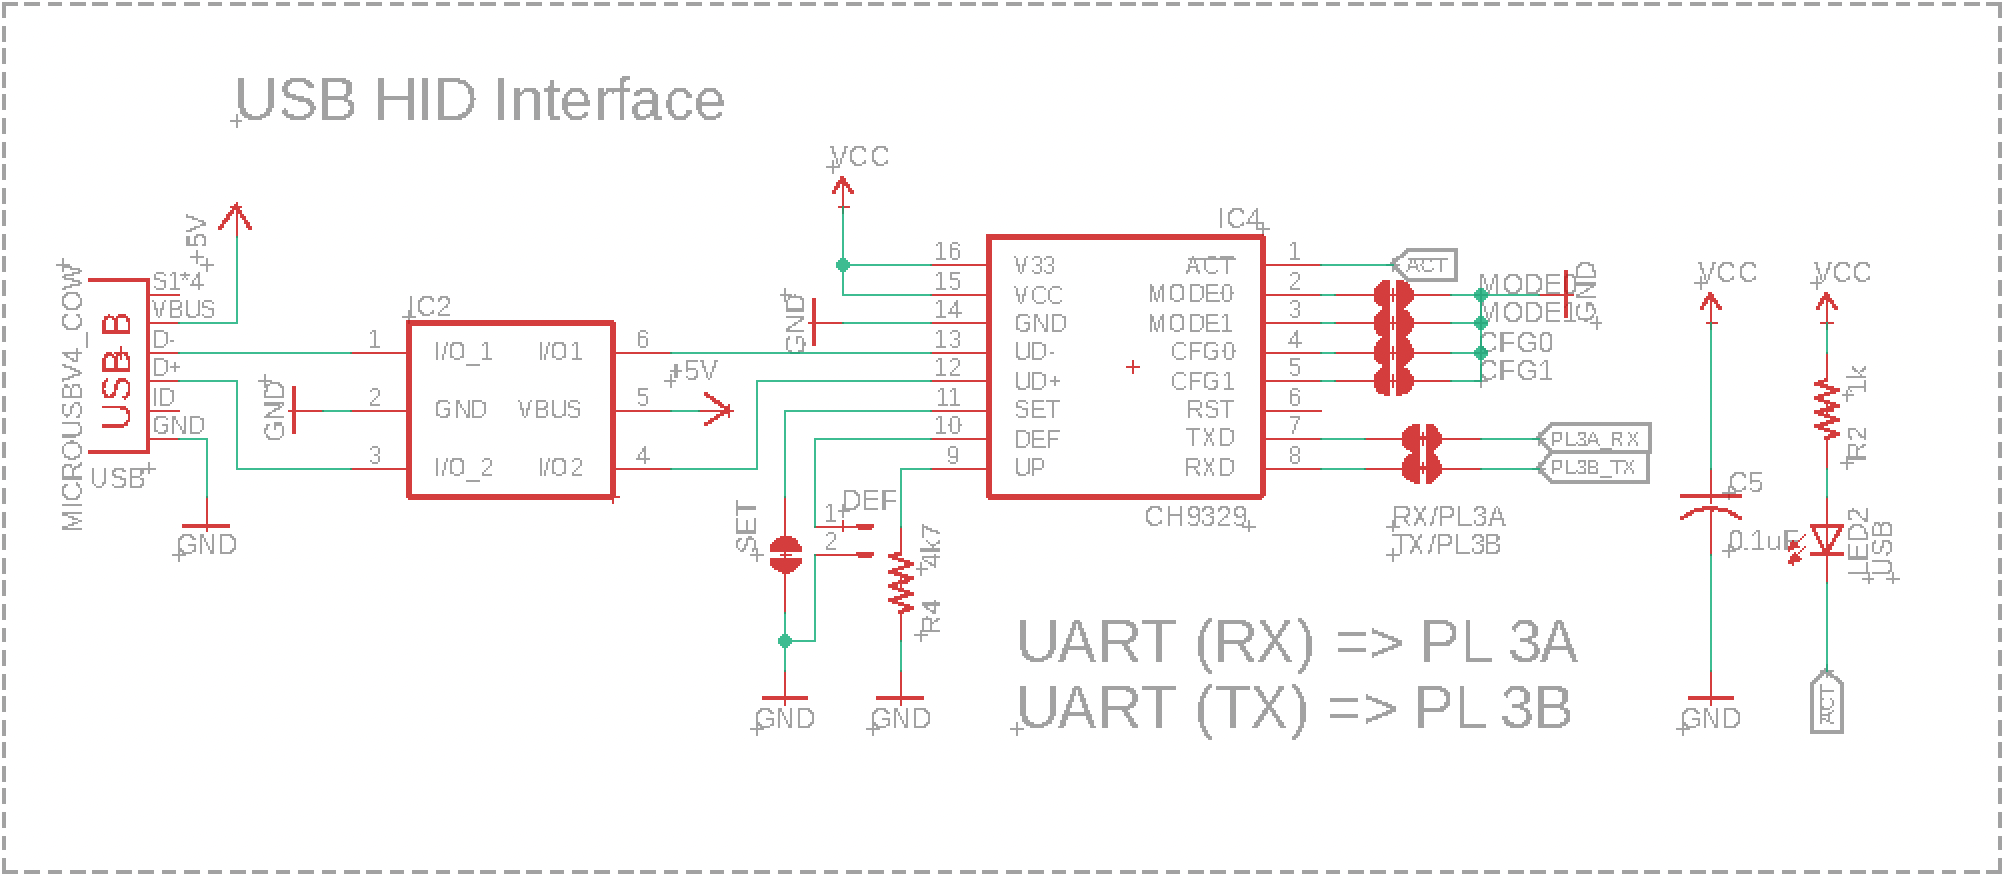 USB HID Interface
VCC
+5V
IC4
MICROUSBV4_COW
USB B
S1*4
VBUS
D-
D+
ID
GND
USB
GND
IC2
1 I/O_1 I/O1 6
2 GND VBUS 5
3 I/O_2 I/O2 4
GND
+5V
GND
16 V33 ACT 1
15 VCC MODE0 2
14 GND MODE1 3
13 UD- CFG0 4
12 UD+ CFG1 5
11 SET RST 6
10 DEF TXD 7
9 UP RXD 8
CH9329
ACT
MODE0
MODE1
CFG0
CFG1
GND
PL3A_RX
PL3B_TX
RX/PL3A
TX/PL3B
SET
DEF
1
2
4k7
R4
GND
GND
UART (RX) => PL 3A
UART (TX) => PL 3B
VCC
C5
0.1uF
GND
VCC
1k
R2
LED2
USB
ACT